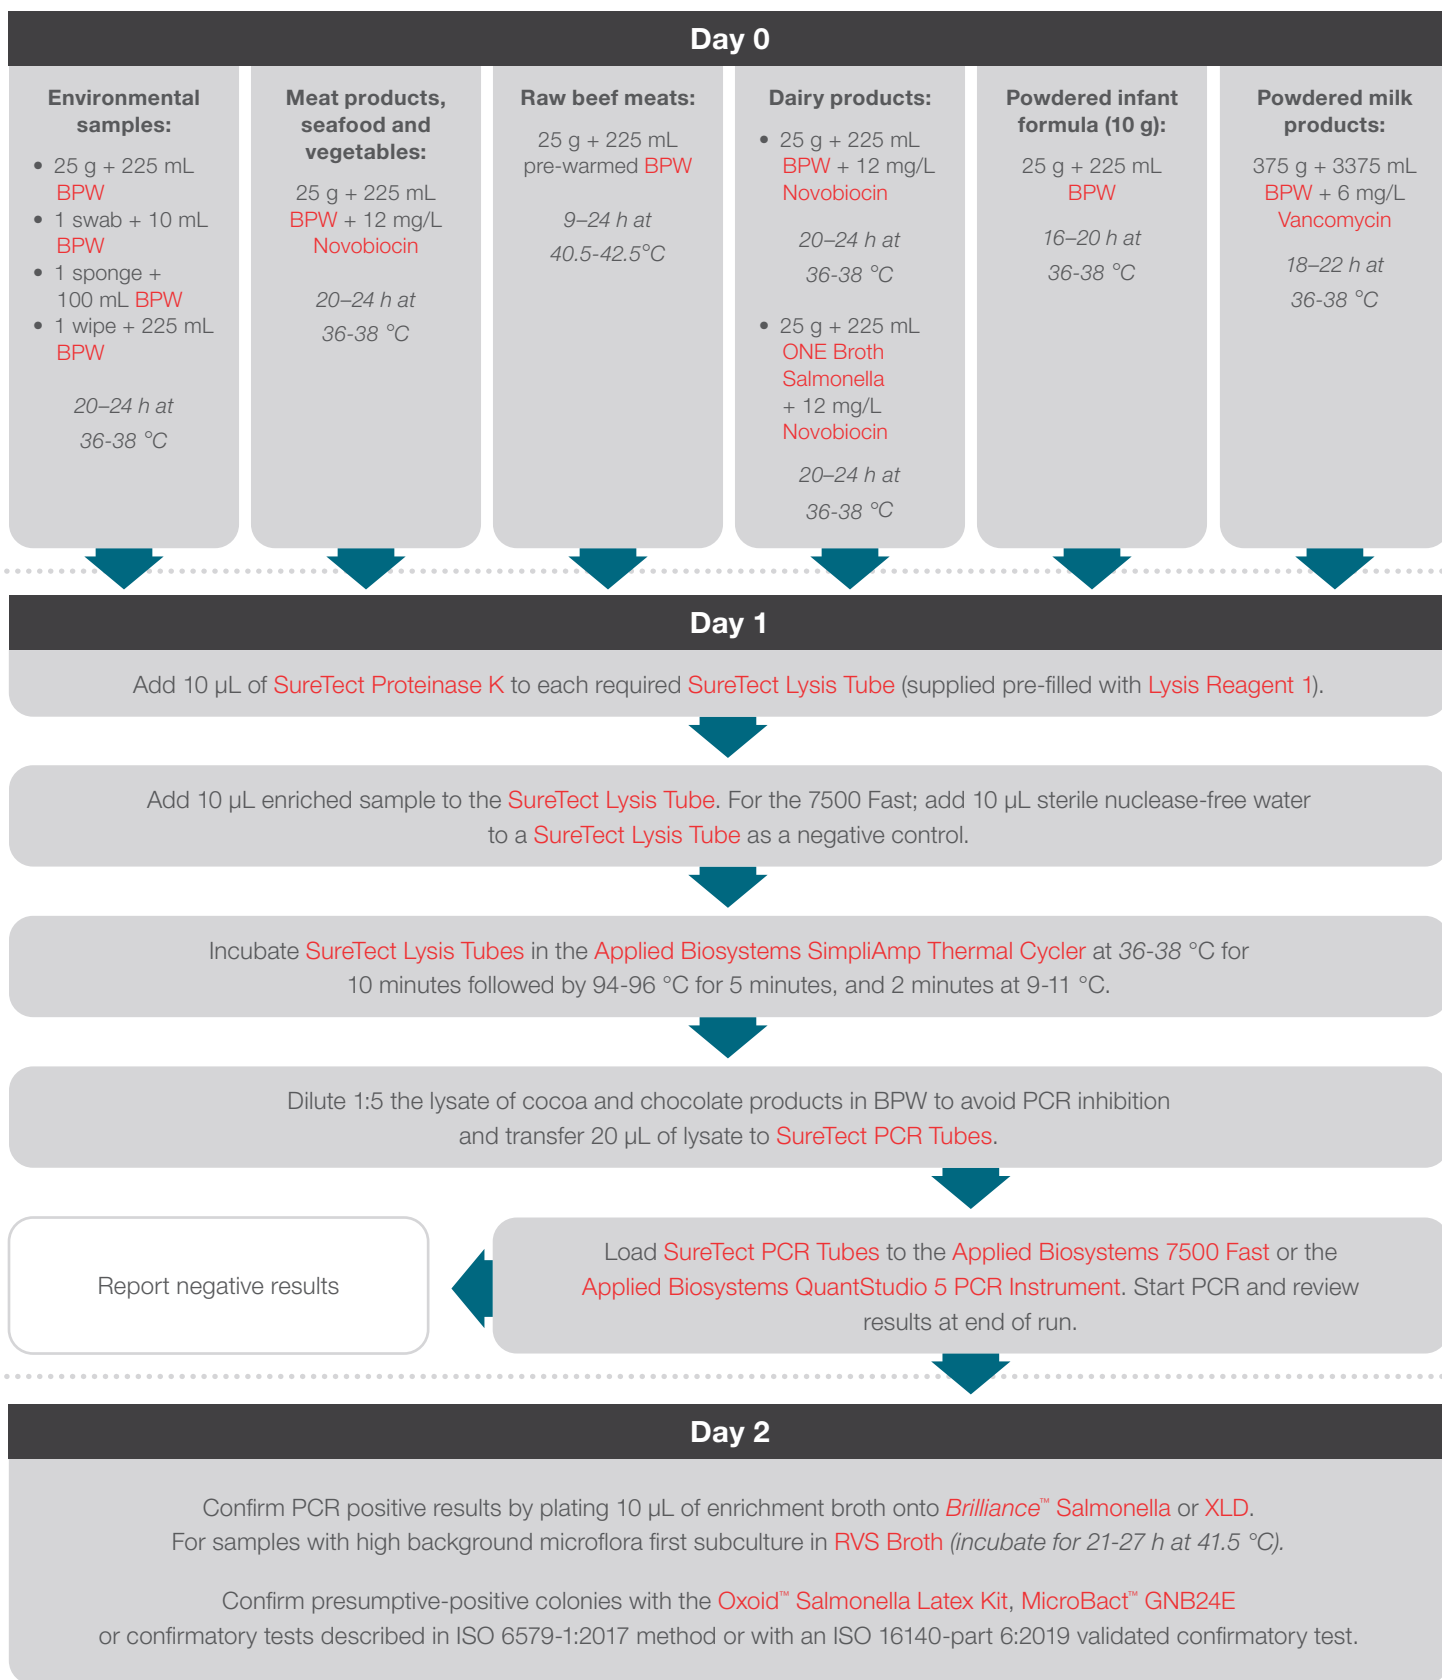 Day 0
Environmental
samples:
• 25 g + 225 mL
BPW
• 1 swab + 10 mL
BPW
• 1 sponge +
100 mL BPW
• 1 wipe + 225 mL
BPW
20–24 h at
36-38 °C
Meat products,
seafood and
vegetables:
25 g + 225 mL
BPW + 12 mg/L
Novobiocin
20–24 h at
36-38 °C
Raw beef meats:
25 g + 225 mL
pre-warmed BPW
9–24 h at
40.5-42.5°C
Dairy products:
• 25 g + 225 mL
BPW + 12 mg/L
Novobiocin
20–24 h at
36-38 °C
• 25 g + 225 mL
ONE Broth
Salmonella
+ 12 mg/L
Novobiocin
20–24 h at
36-38 °C
Powdered infant
formula (10 g):
25 g + 225 mL
BPW
16–20 h at
36-38 °C
Powdered milk
products:
375 g + 3375 mL
BPW + 6 mg/L
Vancomycin
18–22 h at
36-38 °C
Day 1
Add 10 µL of SureTect Proteinase K to each required SureTect Lysis Tube (supplied pre-filled with Lysis Reagent 1).
Add 10 µL enriched sample to the SureTect Lysis Tube. For the 7500 Fast; add 10 µL sterile nuclease-free water
to a SureTect Lysis Tube as a negative control.
Incubate SureTect Lysis Tubes in the Applied Biosystems SimpliAmp Thermal Cycler at 36-38 °C for
10 minutes followed by 94-96 °C for 5 minutes, and 2 minutes at 9-11 °C.
Dilute 1:5 the lysate of cocoa and chocolate products in BPW to avoid PCR inhibition
and transfer 20 µL of lysate to SureTect PCR Tubes.
Report negative results
Load SureTect PCR Tubes to the Applied Biosystems 7500 Fast or the
Applied Biosystems QuantStudio 5 PCR Instrument. Start PCR and review
results at end of run.
Day 2
Confirm PCR positive results by plating 10 µL of enrichment broth onto Brilliance™ Salmonella or XLD.
For samples with high background microflora first subculture in RVS Broth (incubate for 21-27 h at 41.5 °C).
Confirm presumptive-positive colonies with the Oxoid™ Salmonella Latex Kit, MicroBact™ GNB24E
or confirmatory tests described in ISO 6579-1:2017 method or with an ISO 16140-part 6:2019 validated confirmatory test.